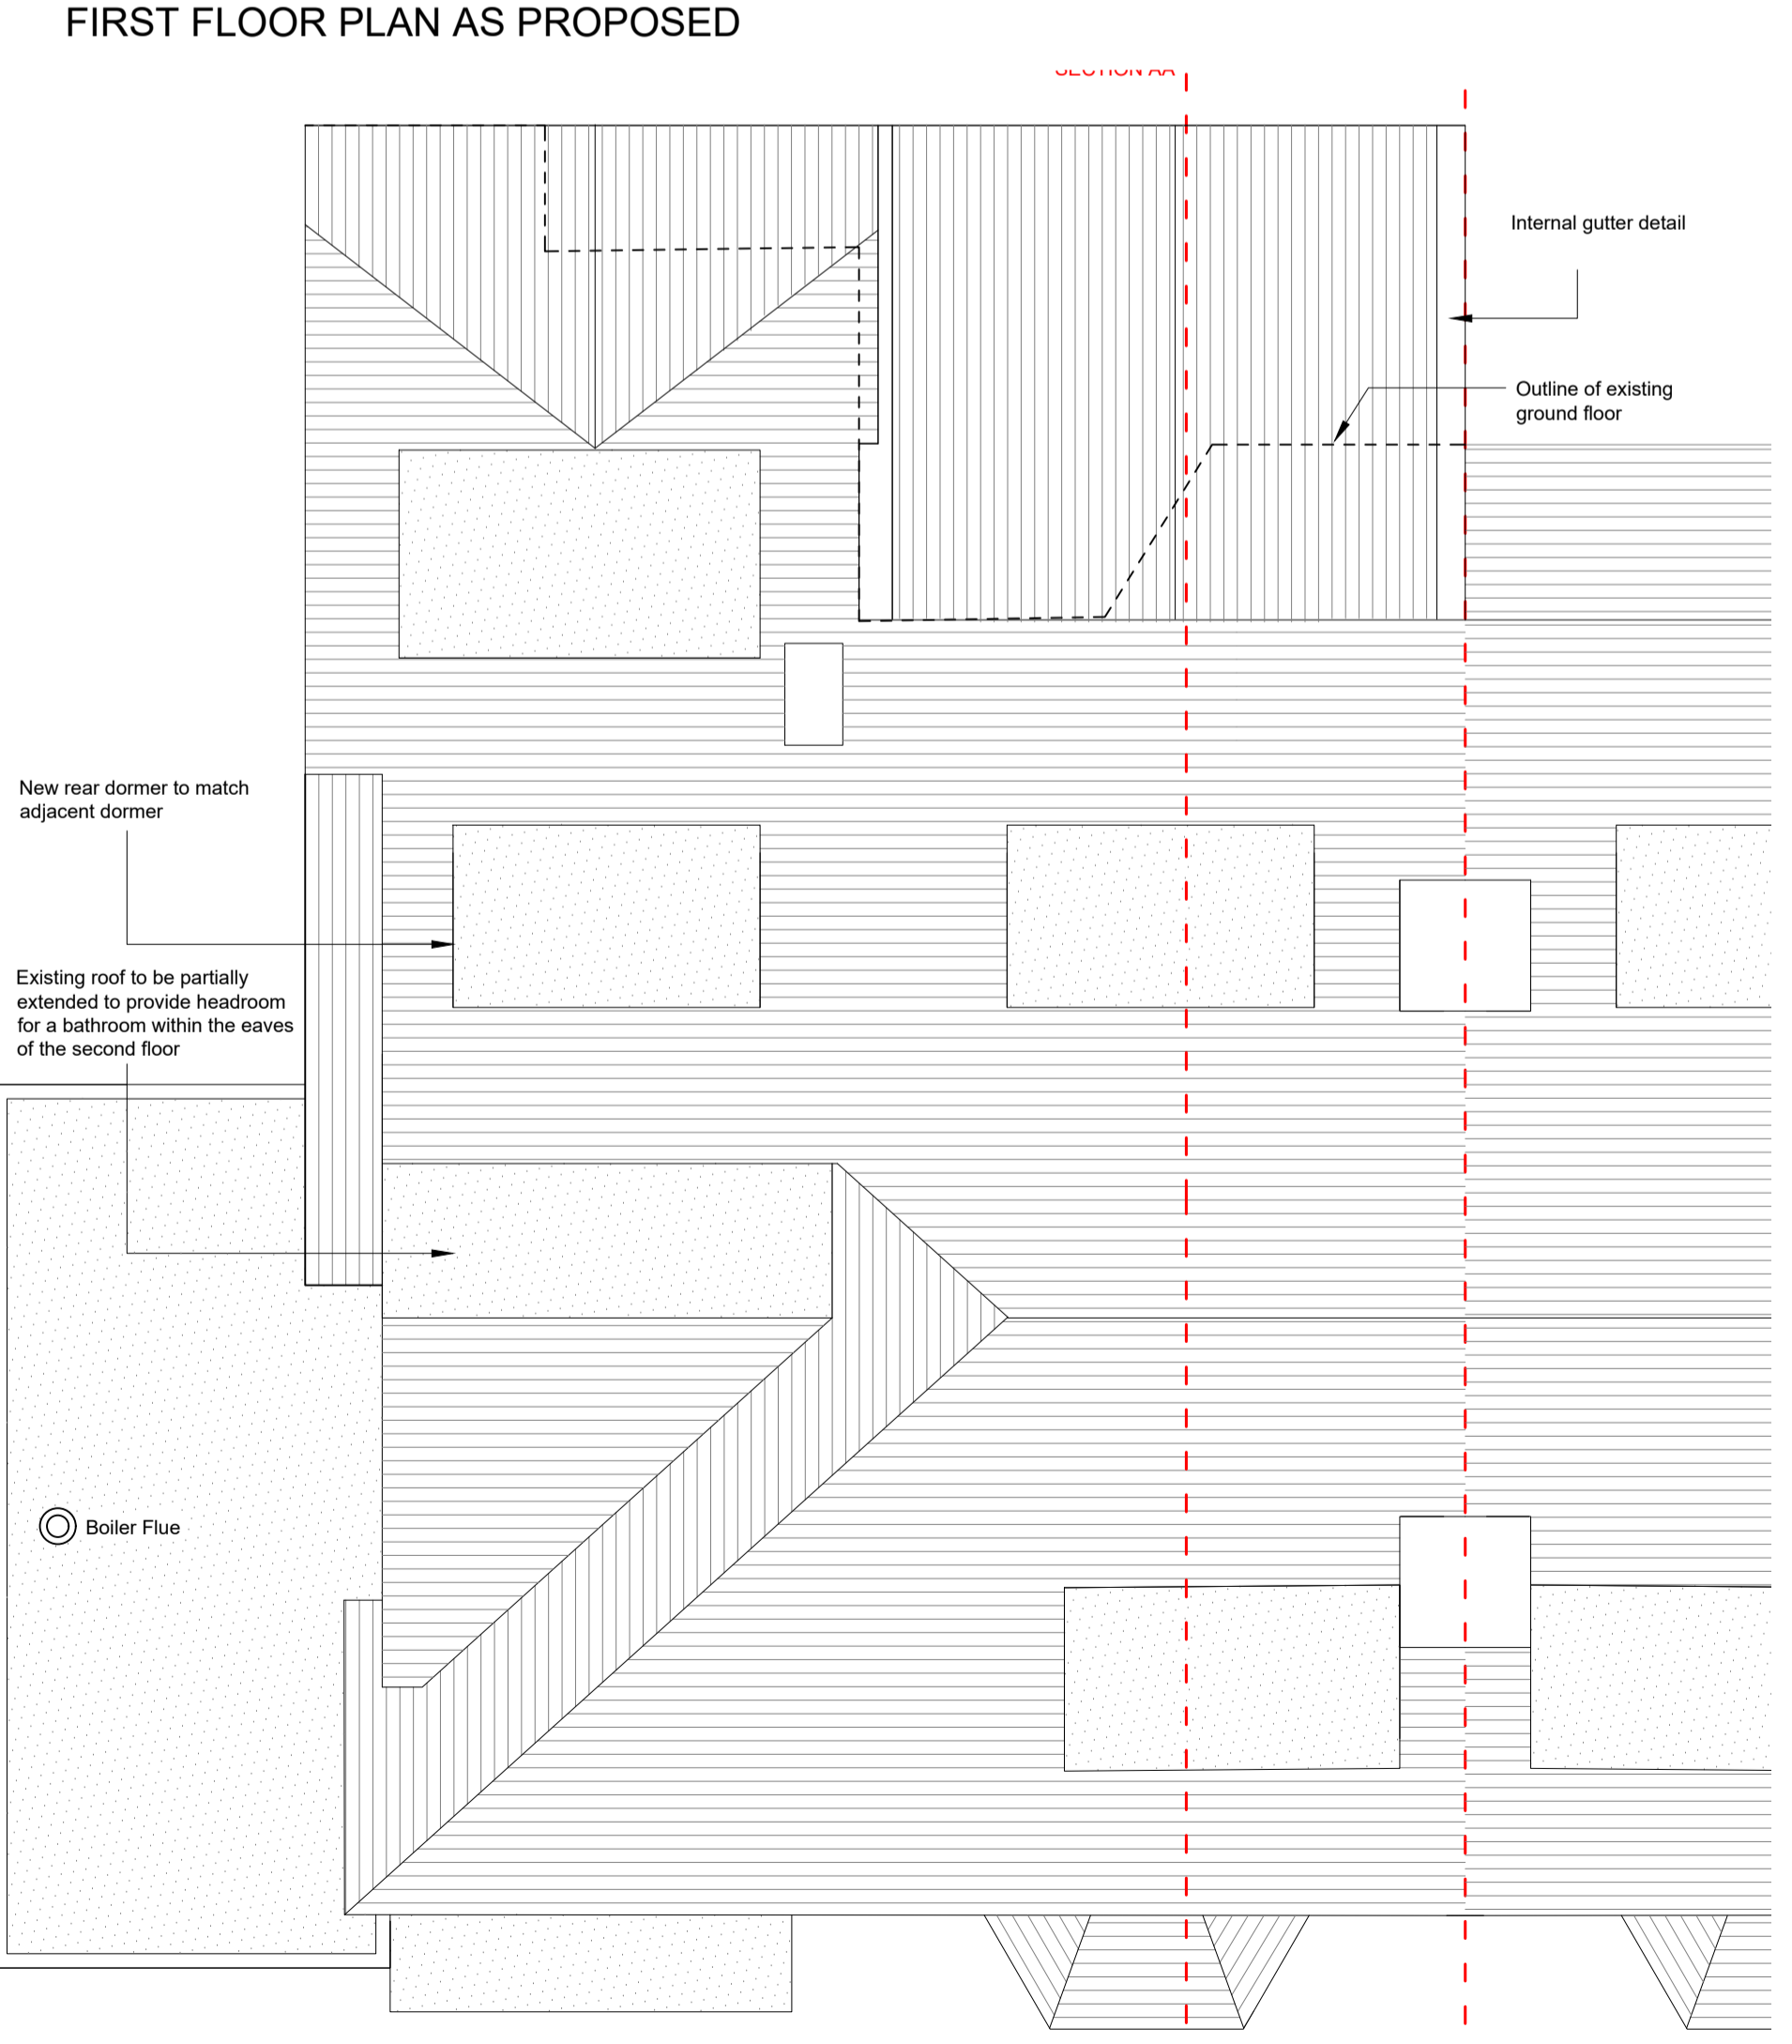 FIRST FLOOR PLAN AS PROPOSED
SECTION AA
Internal gutter detail
Outline of existing
ground floor
New rear dormer to match
adjacent dormer
Existing roof to be partially
extended to provide headroom
for a bathroom within the eaves
of the second floor
Boiler Flue